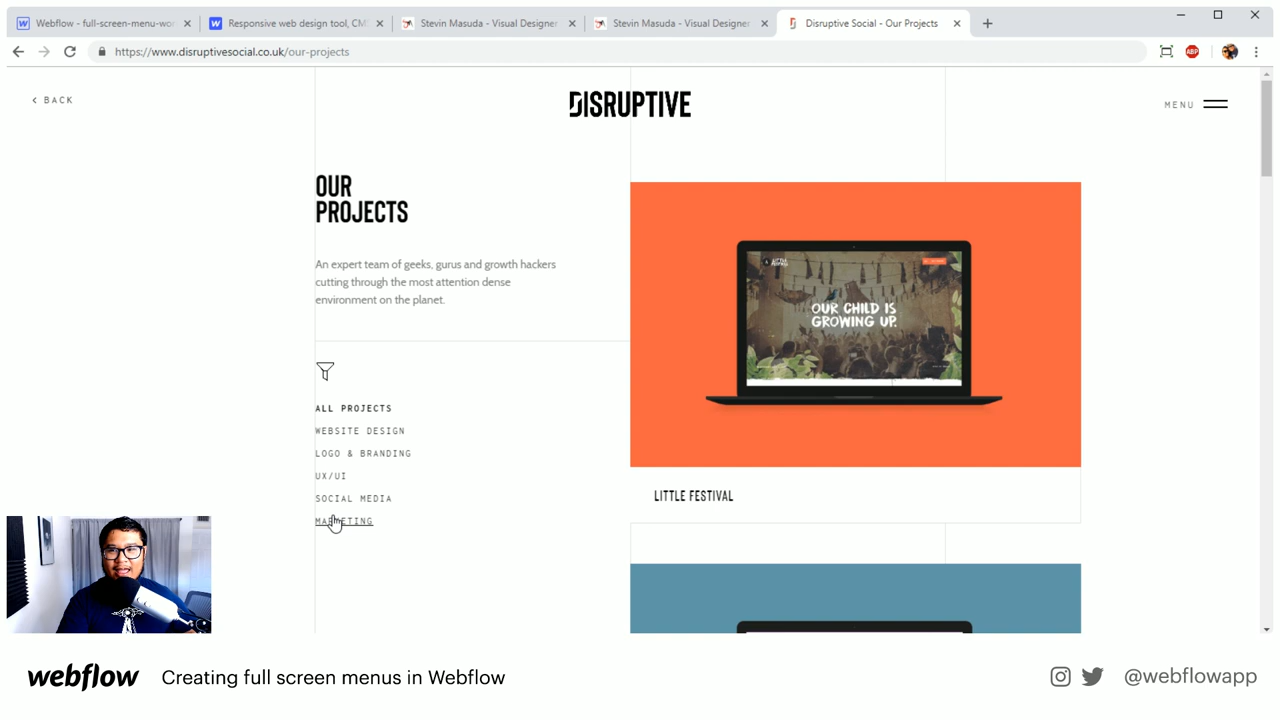 Webflow - full-screen-menu-wor
Responsive web design tool, CM
Stevin Masuda - Visual Designer
Stevin Masuda - Visual Designer
Disruptive Social - Our Projects
https://www.disruptivesocial.co.uk/our-projects
ABP
BACK
DISRUPTIVE
MENU
OUR
PROJECTS
An expert team of geeks, gurus and growth hackers
cutting through the most attention dense
environment on the planet.
ALL PROJECTS
WEBSITE DESIGN
LOGO & BRANDING
UX/UI
SOCIAL MEDIA
MARKETING
OUR CHILD IS
GROWING UP.
LITTLE FESTIVAL
webflow
Creating full screen menus in Webflow
@webflowapp